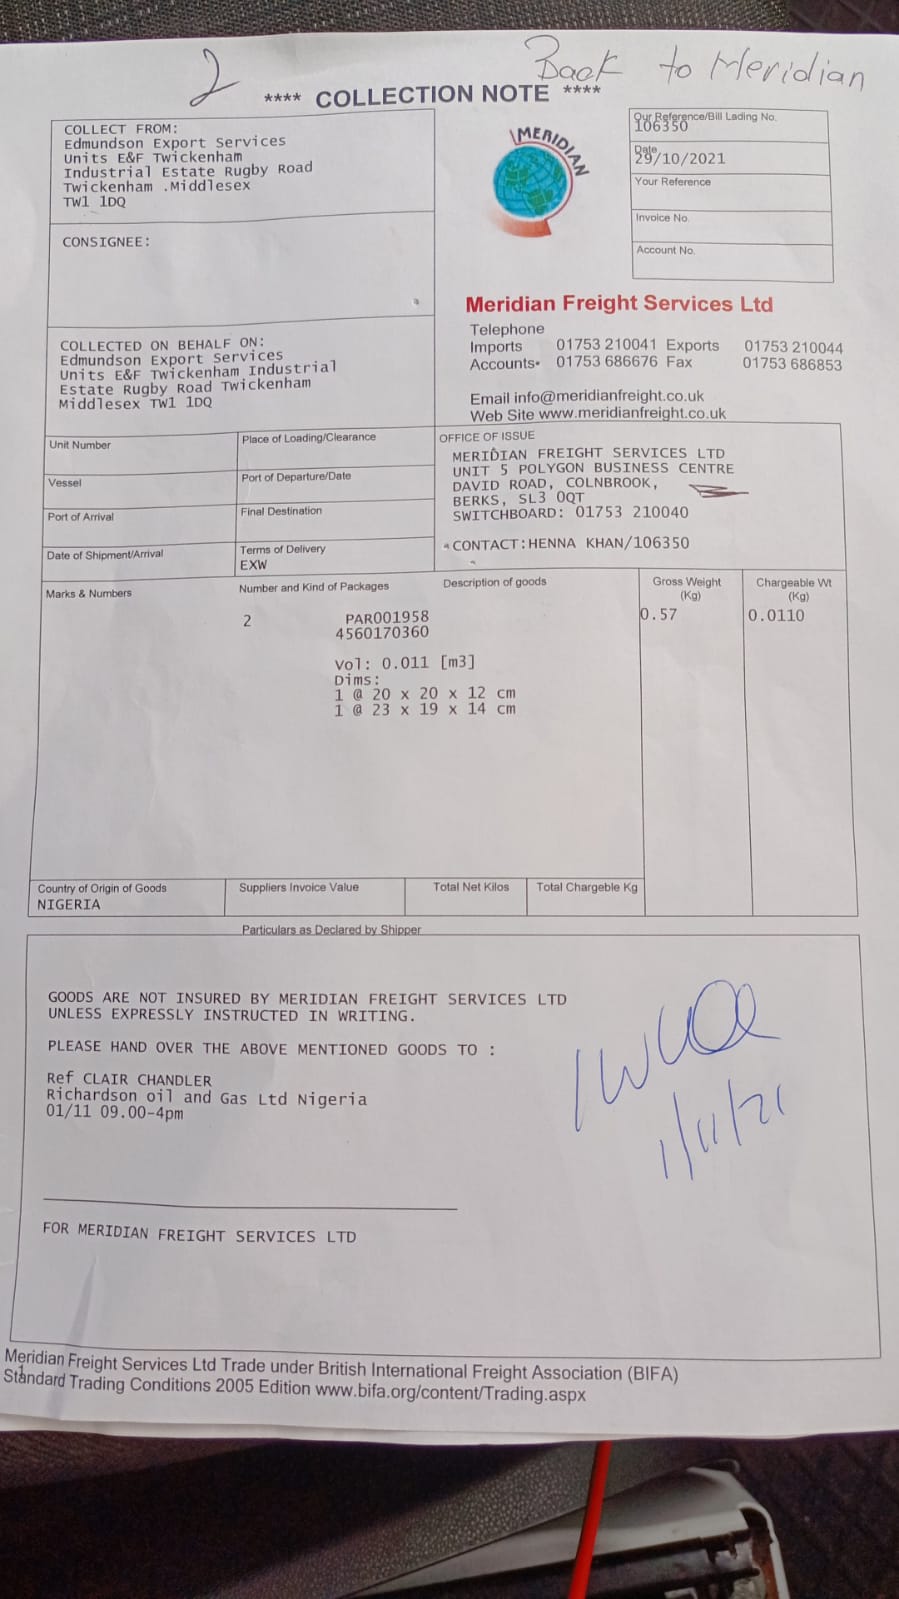 2
Back to Meridian
**** COLLECTION NOTE ****
COLLECT FROM:
Edmundson Export Services
Units E&F Twickenham
Industrial Estate Rugby Road
Twickenham .Middlesex
TW1 1DQ
CONSIGNEE:
COLLECTED ON BEHALF ON:
Edmundson Export Services
Units E&F Twickenham Industrial
Estate Rugby Road Twickenham
Middlesex TW1 1DQ
MERIDIAN
Our Reference/Bill Lading No.
106350
Date
29/10/2021
Your Reference
Invoice No.
Account No.
Meridian Freight Services Ltd
Telephone
Imports 01753 210041 Exports 01753 210044
Accounts 01753 686676 Fax 01753 686853
Email info@meridianfreight.co.uk
Web Site www.meridianfreight.co.uk
Unit Number
Place of Loading/Clearance
Vessel
Port of Departure/Date
Port of Arrival
Final Destination
Date of Shipment/Arrival
Terms of Delivery
EXW
OFFICE OF ISSUE
MERIDIAN FREIGHT SERVICES LTD
UNIT 5 POLYGON BUSINESS CENTRE
DAVID ROAD, COLNBROOK,
BERKS, SL3 0QT
SWITCHBOARD: 01753 210040
CONTACT:HENNA KHAN/106350
Marks & Numbers
Number and Kind of Packages
Description of goods
Gross Weight
(Kg)
Chargeable Wt
(Kg)
2 PAR001958 0.57 0.0110
4560170360
Vol: 0.011 [m3]
Dims:
1 @ 20 x 20 x 12 cm
1 @ 23 x 19 x 14 cm
Country of Origin of Goods
NIGERIA
Suppliers Invoice Value
Total Net Kilos
Total Chargeble Kg
Particulars as Declared by Shipper
GOODS ARE NOT INSURED BY MERIDIAN FREIGHT SERVICES LTD
UNLESS EXPRESSLY INSTRUCTED IN WRITING.
PLEASE HAND OVER THE ABOVE MENTIONED GOODS TO :
Ref CLAIR CHANDLER
Richardson oil and Gas Ltd Nigeria
01/11 09.00-4pm
1/11/21
FOR MERIDIAN FREIGHT SERVICES LTD
Meridian Freight Services Ltd Trade under British International Freight Association (BIFA)
Standard Trading Conditions 2005 Edition www.bifa.org/content/Trading.aspx